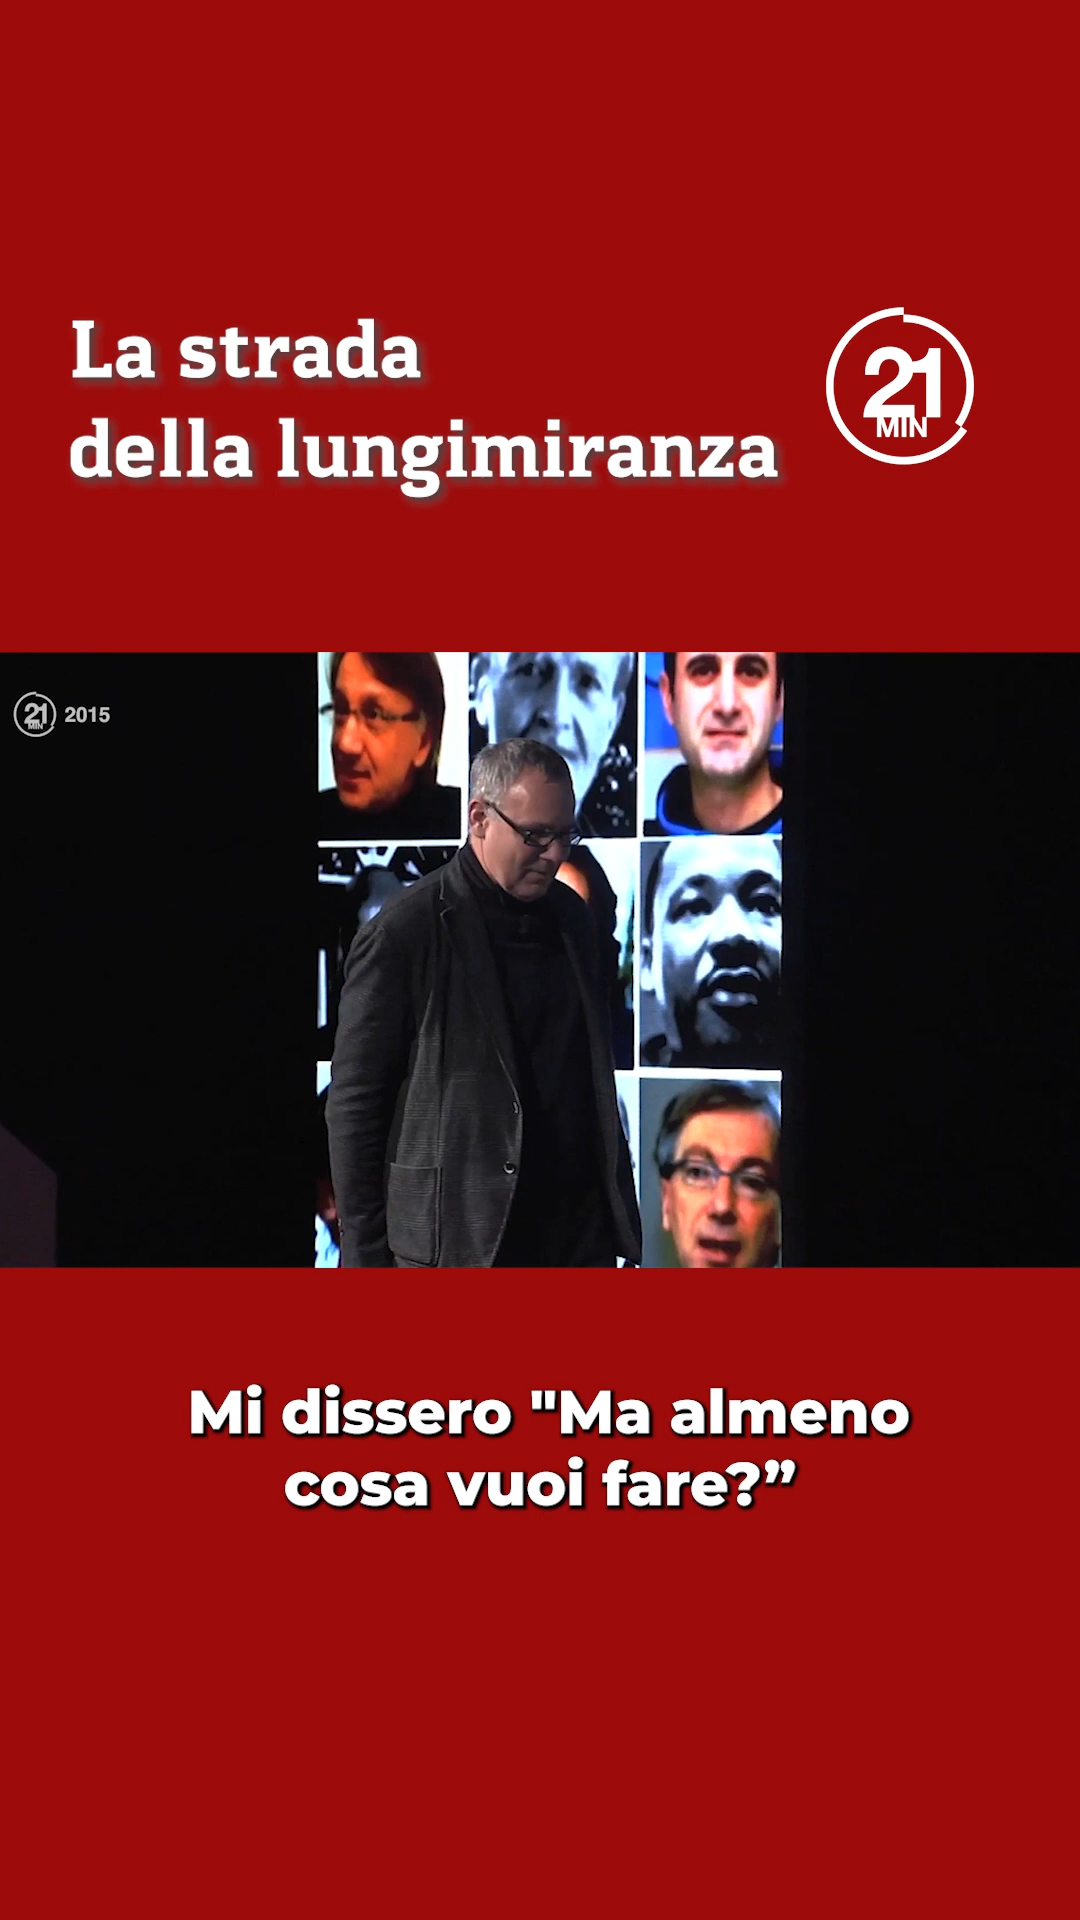 La strada
della lungimiranza
21
MIN
21
MIN
2015
Mi dissero "Ma almeno
cosa vuoi fare?”